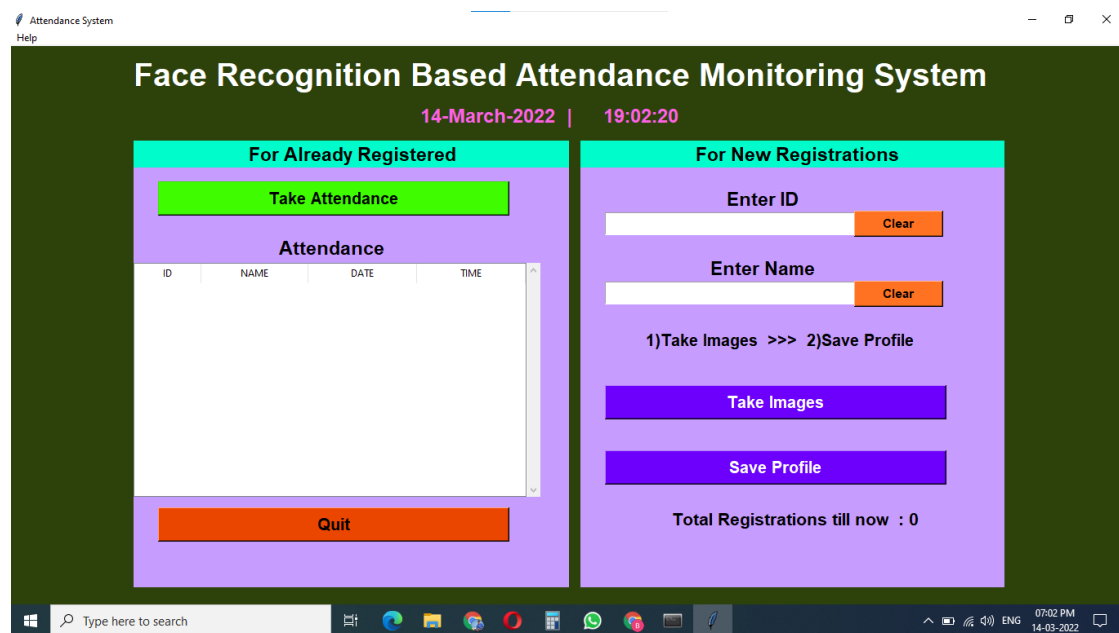 Attendance System
Help
Face Recognition Based Attendance Monitoring System
14-March-2022 | 19:02:20
For Already Registered
Take Attendance
Attendance
ID NAME DATE TIME
Quit
For New Registrations
Enter ID
Clear
Enter Name
Clear
1)Take Images >>> 2)Save Profile
Take Images
Save Profile
Total Registrations till now : 0
Type here to search
ENG
07:02 PM
14-03-2022